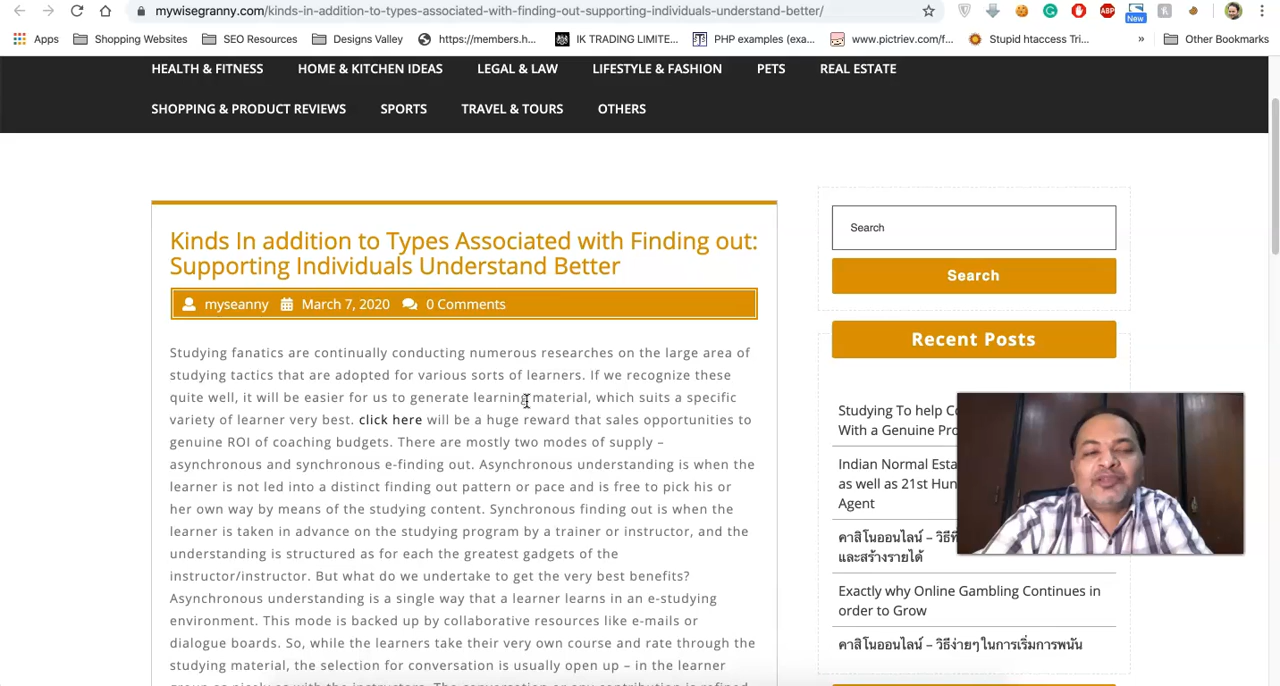 mywisegranny.com/kinds-in-addition-to-types-associated-with-finding-out-supporting-individuals-understand-better/
ABP
New
Apps Shopping Websites SEO Resources Designs Valley https://members.h... IK TRADING LIMITE... PHP examples (exa... www.pictriev.com/f... Stupid htaccess Tri... » Other Bookmarks
HEALTH & FITNESS HOME & KITCHEN IDEAS LEGAL & LAW LIFESTYLE & FASHION PETS REAL ESTATE
SHOPPING & PRODUCT REVIEWS SPORTS TRAVEL & TOURS OTHERS
Kinds In addition to Types Associated with Finding out:
Supporting Individuals Understand Better
myseanny March 7, 2020 0 Comments
Studying fanatics are continually conducting numerous researches on the large area of
studying tactics that are adopted for various sorts of learners. If we recognize these
quite well, it will be easier for us to generate learning material, which suits a specific
variety of learner very best. click here will be a huge reward that sales opportunities to
genuine ROI of coaching budgets. There are mostly two modes of supply –
asynchronous and synchronous e-finding out. Asynchronous understanding is when the
learner is not led into a distinct finding out pattern or pace and is free to pick his or
her own way by means of the studying content. Synchronous finding out is when the
learner is taken in advance on the studying program by a trainer or instructor, and the
understanding is structured as for each the greatest gadgets of the
instructor/instructor. But what do we undertake to get the very best benefits?
Asynchronous understanding is a single way that a learner learns in an e-studying
environment. This mode is backed up by collaborative resources like e-mails or
dialogue boards. So, while the learners take their very own course and rate through the
studying material, the selection for conversation is usually open up – in the learner
Search
Search
Recent Posts
Studying To help
With a Genuine
Indian Normal
as well as 21st
Agent
คาสิโนออนไลน์ –
และสร้างรายได้
Exactly why Online Gambling Continues in
order to Grow
คาสิโนออนไลน์ – วิธีง่ายๆในการเริ่มการพนัน